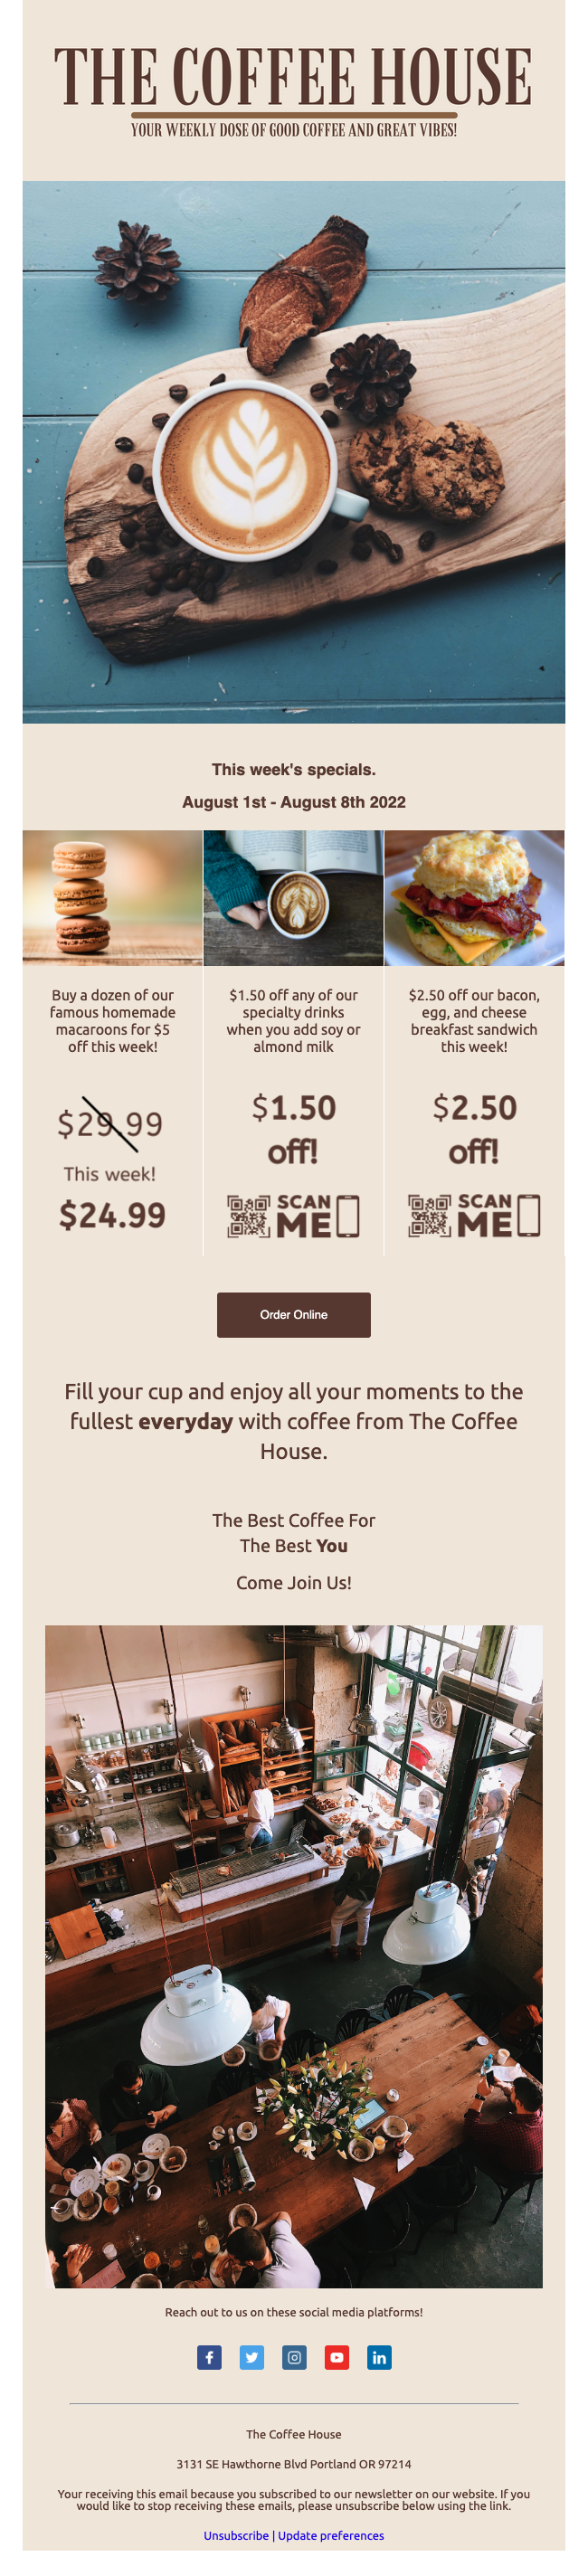 THE COFFEE HOUSE
YOUR WEEKLY DOSE OF GOOD COFFEE AND GREAT VIBES!
This week's specials.
August 1st - August 8th 2022
Buy a dozen of our
famous homemade
macaroons for $5
off this week!
$29.99
This week!
$24.99
$1.50 off any of our
specialty drinks
when you add soy or
almond milk
$1.50
off!
SCAN
ME
$2.50 off our bacon,
egg, and cheese
breakfast sandwich
this week!
$2.50
off!
SCAN
ME
Order Online
Fill your cup and enjoy all your moments to the
fullest everyday with coffee from The Coffee
House.
The Best Coffee For
The Best You
Come Join Us!
Reach out to us on these social media platforms!
The Coffee House
3131 SE Hawthorne Blvd Portland OR 97214
Your receiving this email because you subscribed to our newsletter on our website. If you
would like to stop receiving these emails, please unsubscribe below using the link.
Unsubscribe | Update preferences